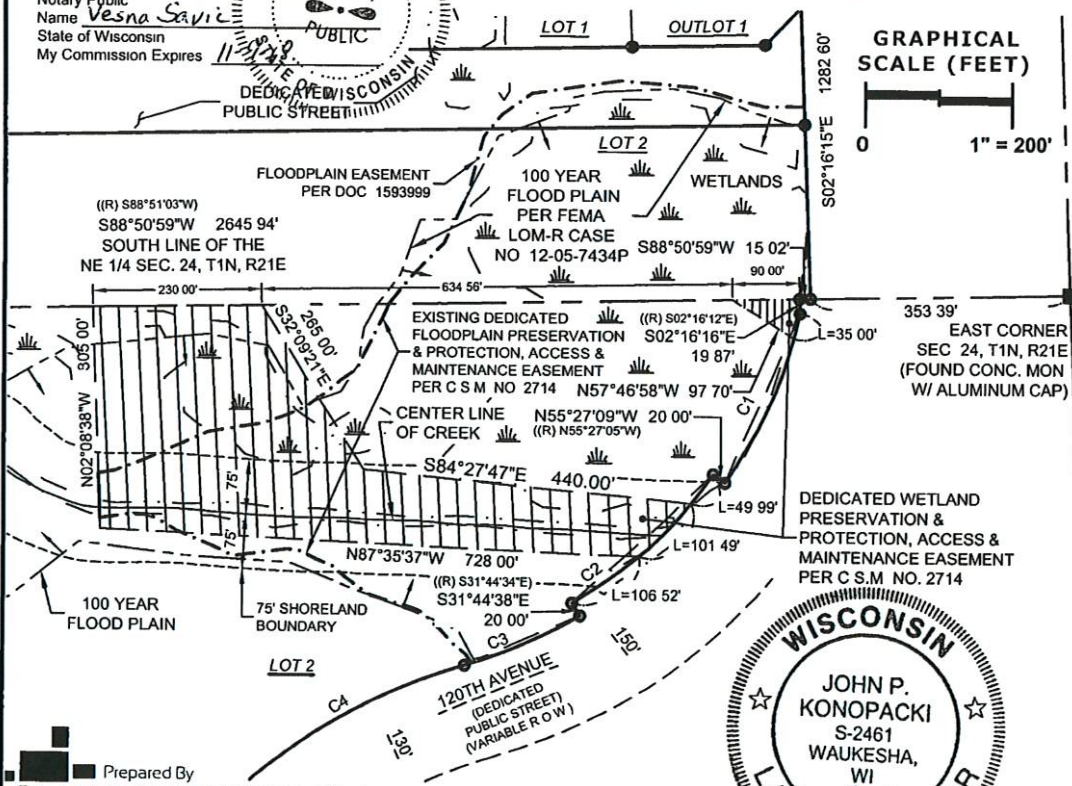 Notary Public
Name Vesna Savic
State of Wisconsin
My Commission Expires
PUBLIC
STATE OF WISCONSIN
DEDICATED
PUBLIC STREET
LOT 1
OUTLOT 1
1282 60'
S02°16'15"E
GRAPHICAL
SCALE (FEET)
0 1" = 200'
LOT 2
FLOODPLAIN EASEMENT
PER DOC 1593999
100 YEAR
FLOOD PLAIN
PER FEMA
LOM-R CASE
NO 12-05-7434P
WETLANDS
((R) S88°51'03"W)
S88°50'59"W 2645 94'
SOUTH LINE OF THE
NE 1/4 SEC. 24, T1N, R21E
S88°50'59"W 15 02'
90 00'
230 00'
634 56'
353 39'
EAST CORNER
SEC 24, T1N, R21E
(FOUND CONC. MON
W/ ALUMINUM CAP)
305 00'
N02°08'38"W
265 00'
S32°09'21"E
EXISTING DEDICATED
FLOODPLAIN PRESERVATION
& PROTECTION, ACCESS &
MAINTENANCE EASEMENT
PER C S M NO 2714
((R) S02°16'12"E)
S02°16'16"E
19 87'
L=35 00'
N57°46'58"W 97 70'
C1
CENTER LINE
OF CREEK
N55°27'09"W 20 00'
((R) N55°27'05"W)
S84°27'47"E 440.00'
75'
75'
L=49 99'
DEDICATED WETLAND
PRESERVATION &
PROTECTION, ACCESS &
MAINTENANCE EASEMENT
PER C S.M NO. 2714
L=101 49'
N87°35'37"W 728 00'
C2
((R) S31°44'34"E)
S31°44'38"E
20 00'
L=106 52'
100 YEAR
FLOOD PLAIN
75' SHORELAND
BOUNDARY
LOT 2
C3
C4
150'
130'
120TH AVENUE
(DEDICATED
PUBLIC STREET)
(VARIABLE R O W)
WISCONSIN
JOHN P.
KONOPACKI
S-2461
WAUKESHA,
WI
Prepared By